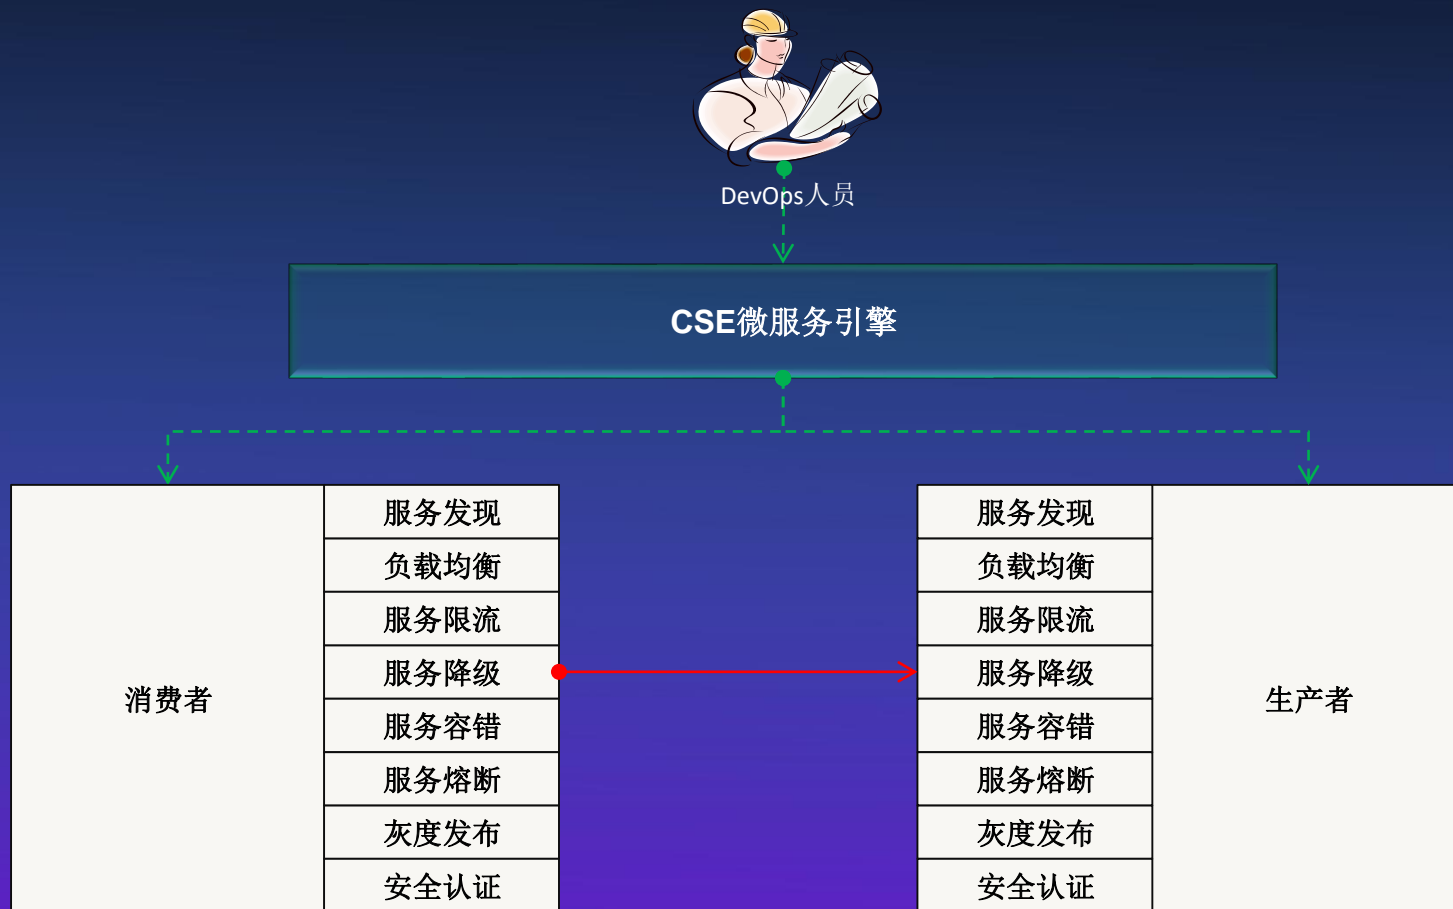 DevOps人员
CSE微服务引擎
消费者
服务发现
负载均衡
服务限流
服务降级
服务容错
服务熔断
灰度发布
安全认证
服务发现
负载均衡
服务限流
服务降级
服务容错
服务熔断
灰度发布
安全认证
生产者